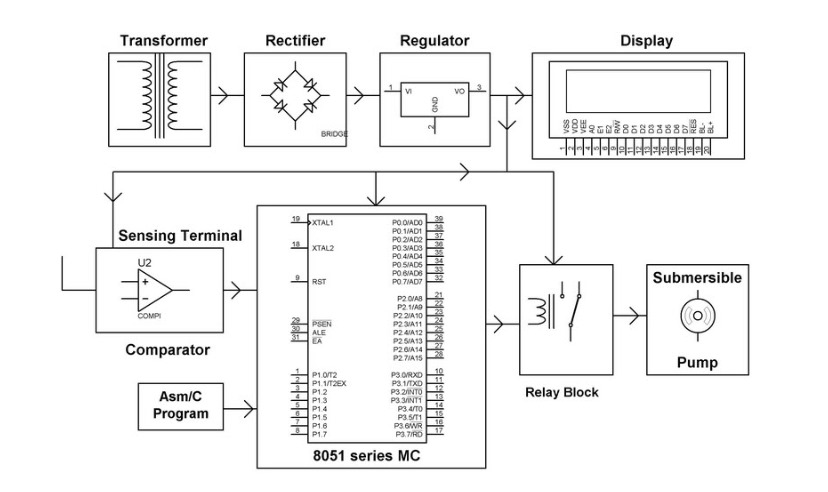 Transformer
Rectifier
Regulator
Display
BRIDGE
1
VI
VO
3
GND
2
VSS
VDD
VEE
A0
E1
E2
R/W
D0
D1
D2
D3
D4
D5
D6
D7
RES
BL-
BL+
1
2
3
4
5
6
9
10
11
12
13
14
15
16
17
18
19
20
Sensing Terminal
U2
+
−
COMPI
Comparator
Asm/C
Program
19 XTAL1
18 XTAL2
9 RST
29 PSEN
30 ALE
31 EA
1 P1.0/T2
2 P1.1/T2EX
3 P1.2
4 P1.3
5 P1.4
6 P1.5
7 P1.6
8 P1.7
P0.0/AD0 39
P0.1/AD1 38
P0.2/AD2 37
P0.3/AD3 36
P0.4/AD4 35
P0.5/AD5 34
P0.6/AD6 33
P0.7/AD7 32
P2.0/A8 21
P2.1/A9 22
P2.2/A10 23
P2.3/A11 24
P2.4/A12 25
P2.5/A13 26
P2.6/A14 27
P2.7/A15 28
P3.0/RXD 10
P3.1/TXD 11
P3.2/INT0 12
P3.3/INT1 13
P3.4/T0 14
P3.5/T1 15
P3.6/WR 16
P3.7/RD 17
8051 series MC
Relay Block
Submersible
Pump